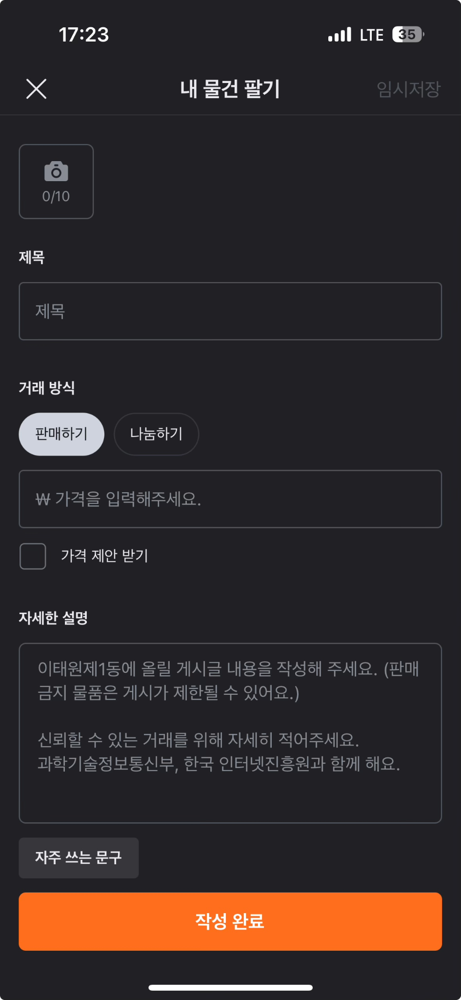 17:23 LTE 35
내 물건 팔기 임시저장
0/10
제목
제목
거래 방식
판매하기 나눔하기
₩ 가격을 입력해주세요.
가격 제안 받기
자세한 설명
이태원제1동에 올릴 게시글 내용을 작성해 주세요. (판매
금지 물품은 게시가 제한될 수 있어요.)
신뢰할 수 있는 거래를 위해 자세히 적어주세요.
과학기술정보통신부, 한국 인터넷진흥원과 함께 해요.
자주 쓰는 문구
작성 완료